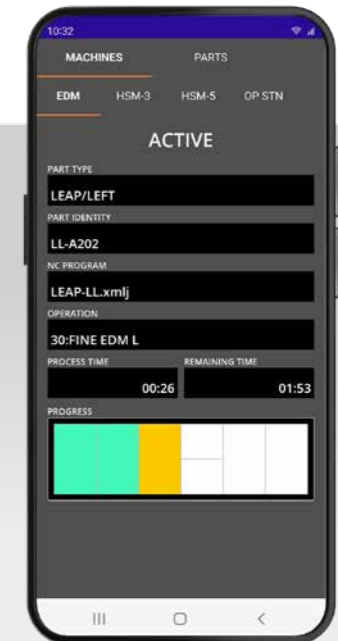 10:32
MACHINES PARTS
EDM HSM-3 HSM-5 OP STN
ACTIVE
PART TYPE
LEAP/LEFT
PART IDENTITY
LL-A202
NC PROGRAM
LEAP-LL.xmlj
OPERATION
30:FINE EDM L
PROCESS TIME REMAINING TIME
00:26 01:53
PROGRESS